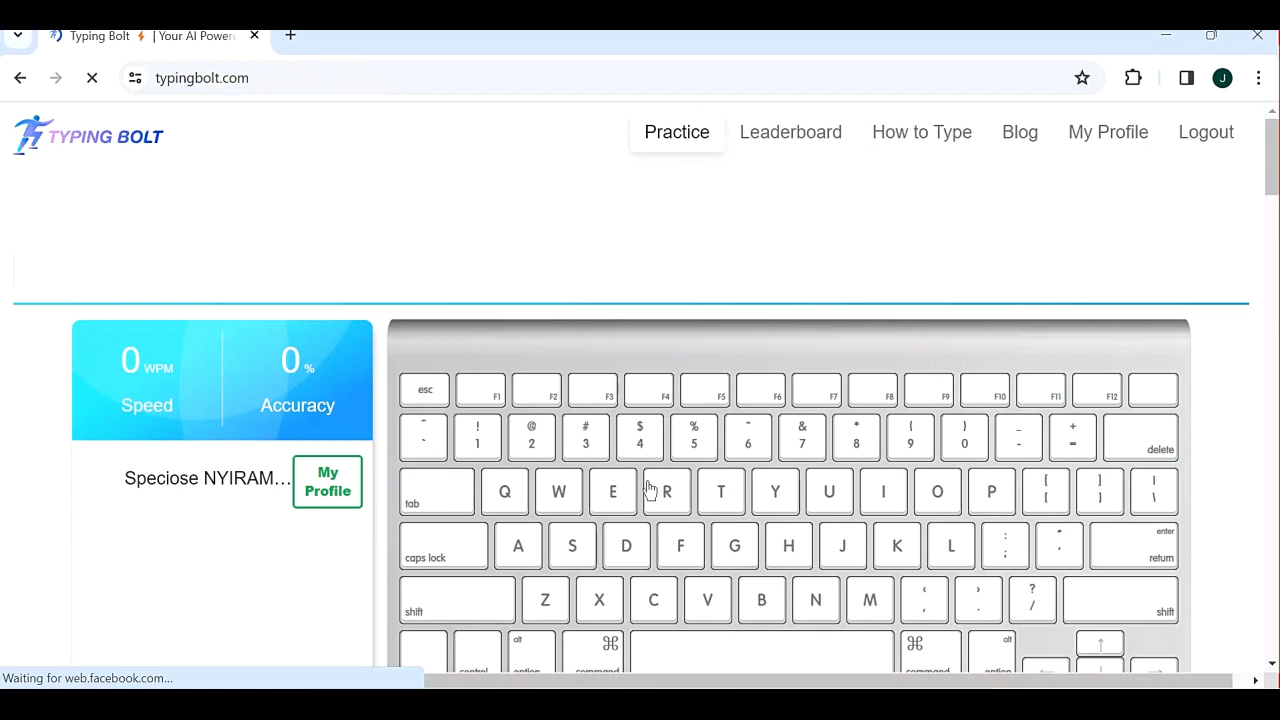 Typing Bolt ⚡ | Your AI Power
typingbolt.com
J
TYPING BOLT
Practice Leaderboard How to Type Blog My Profile Logout
0 WPM 0 %
Speed Accuracy
Speciose NYIRAM... My Profile
esc F1 F2 F3 F4 F5 F6 F7 F8 F9 F10 F11 F12
~ ! @ # $ % ^ & * ( ) _ +
` 1 2 3 4 5 6 7 8 9 0 - = delete
tab Q W E R T Y U I O P { [ } ] | \
caps lock A S D F G H J K L : ; " ' enter return
shift Z X C V B N M < , > . ? / shift
control alt option ⌘ command ⌘ command alt option
Waiting for web.facebook.com...